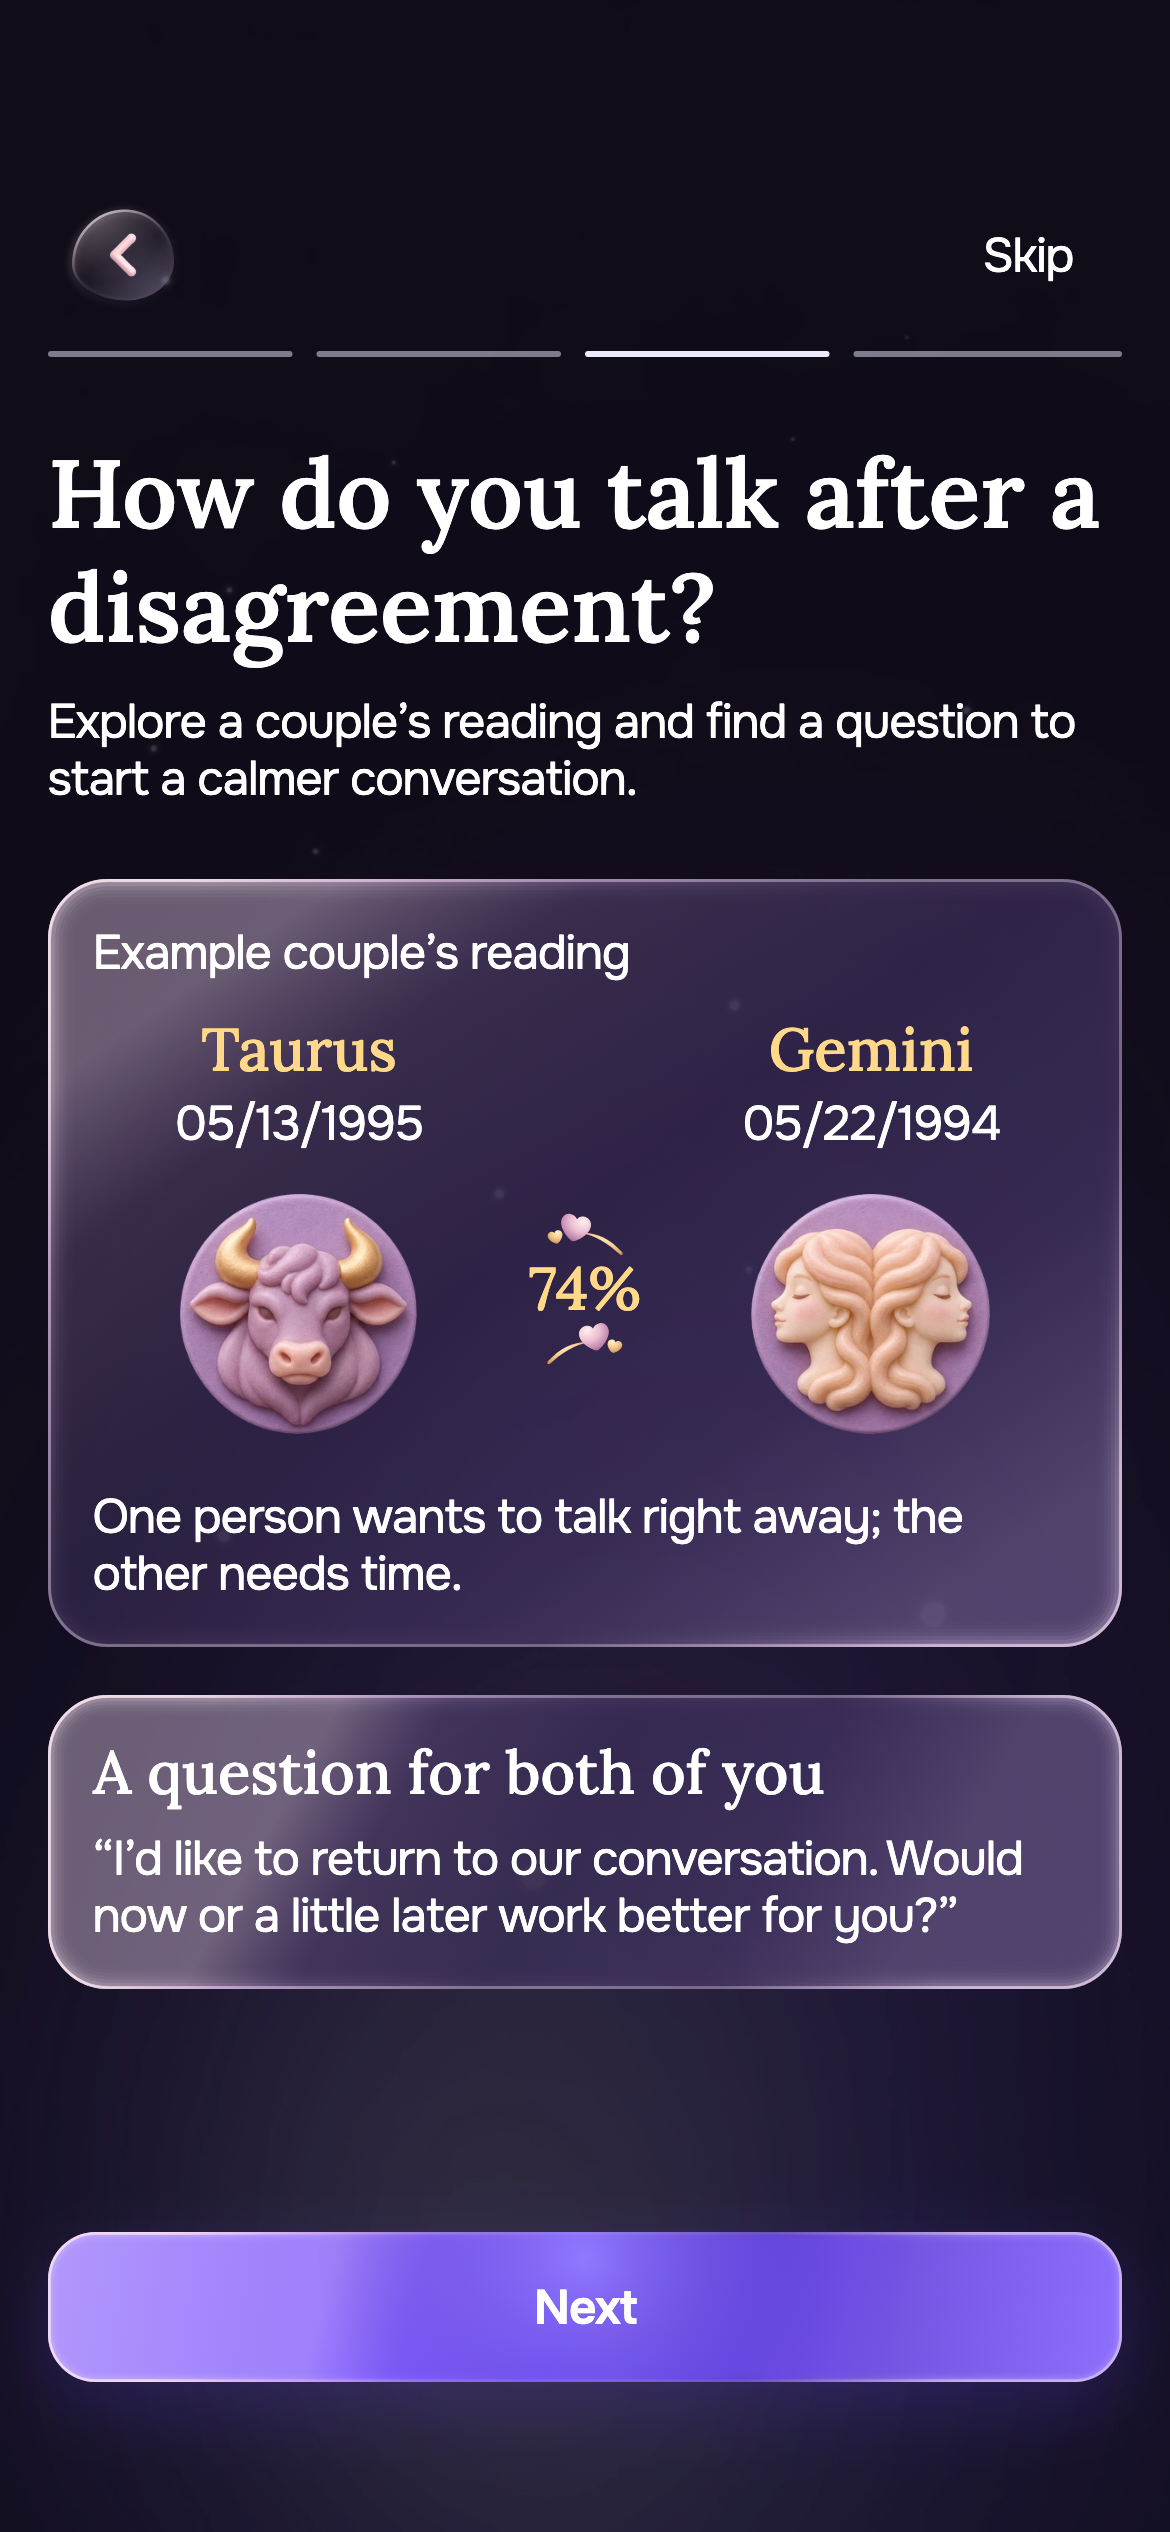 Skip
How do you talk after a
disagreement?
Explore a couple’s reading and find a question to
start a calmer conversation.
Example couple’s reading
Taurus
Gemini
05/13/1995
05/22/1994
74%
One person wants to talk right away; the
other needs time.
A question for both of you
“I’d like to return to our conversation. Would
now or a little later work better for you?”
Next